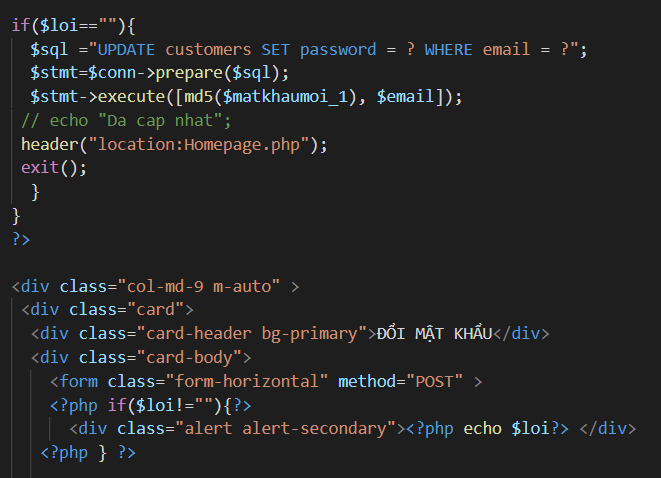 if($loi==""){
$sql ="UPDATE customers SET password = ? WHERE email = ?";
$stmt=$conn->prepare($sql);
$stmt->execute([md5($matkhaumoi_1), $email]);
// echo "Da cap nhat";
header("location:Homepage.php");
exit();
}
}
?>
<div class="col-md-9 m-auto" >
<div class="card">
<div class="card-header bg-primary">ĐỔI MẬT KHẨU</div>
<div class="card-body">
<form class="form-horizontal" method="POST" >
<?php if($loi!=""){?>
<div class="alert alert-secondary"><?php echo $loi?> </div>
<?php } ?>